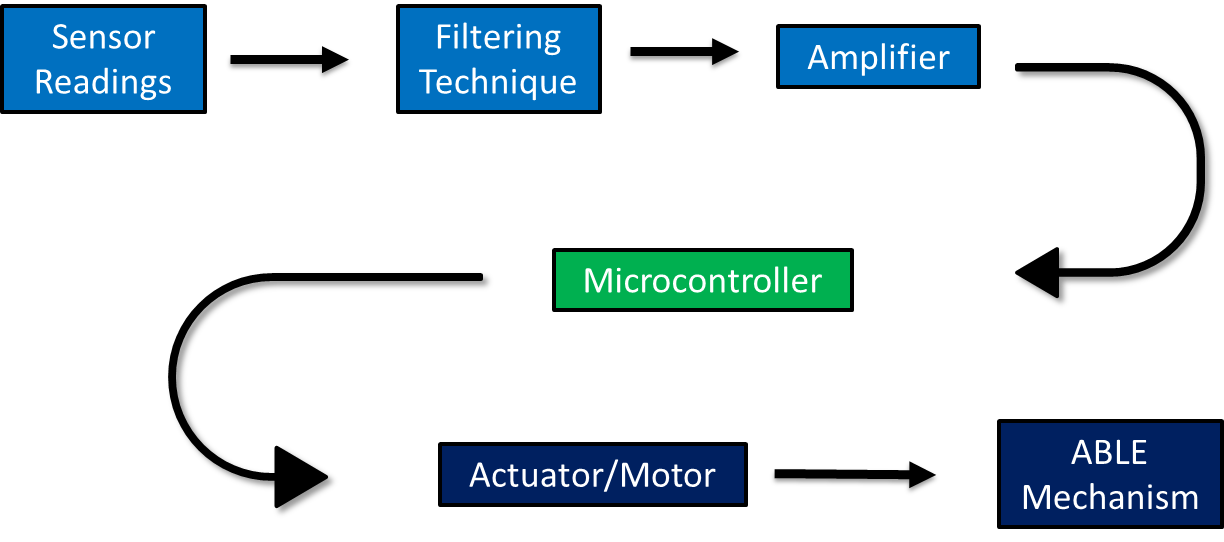 Sensor
Readings
Filtering
Technique
Amplifier
Microcontroller
Actuator/Motor
ABLE
Mechanism